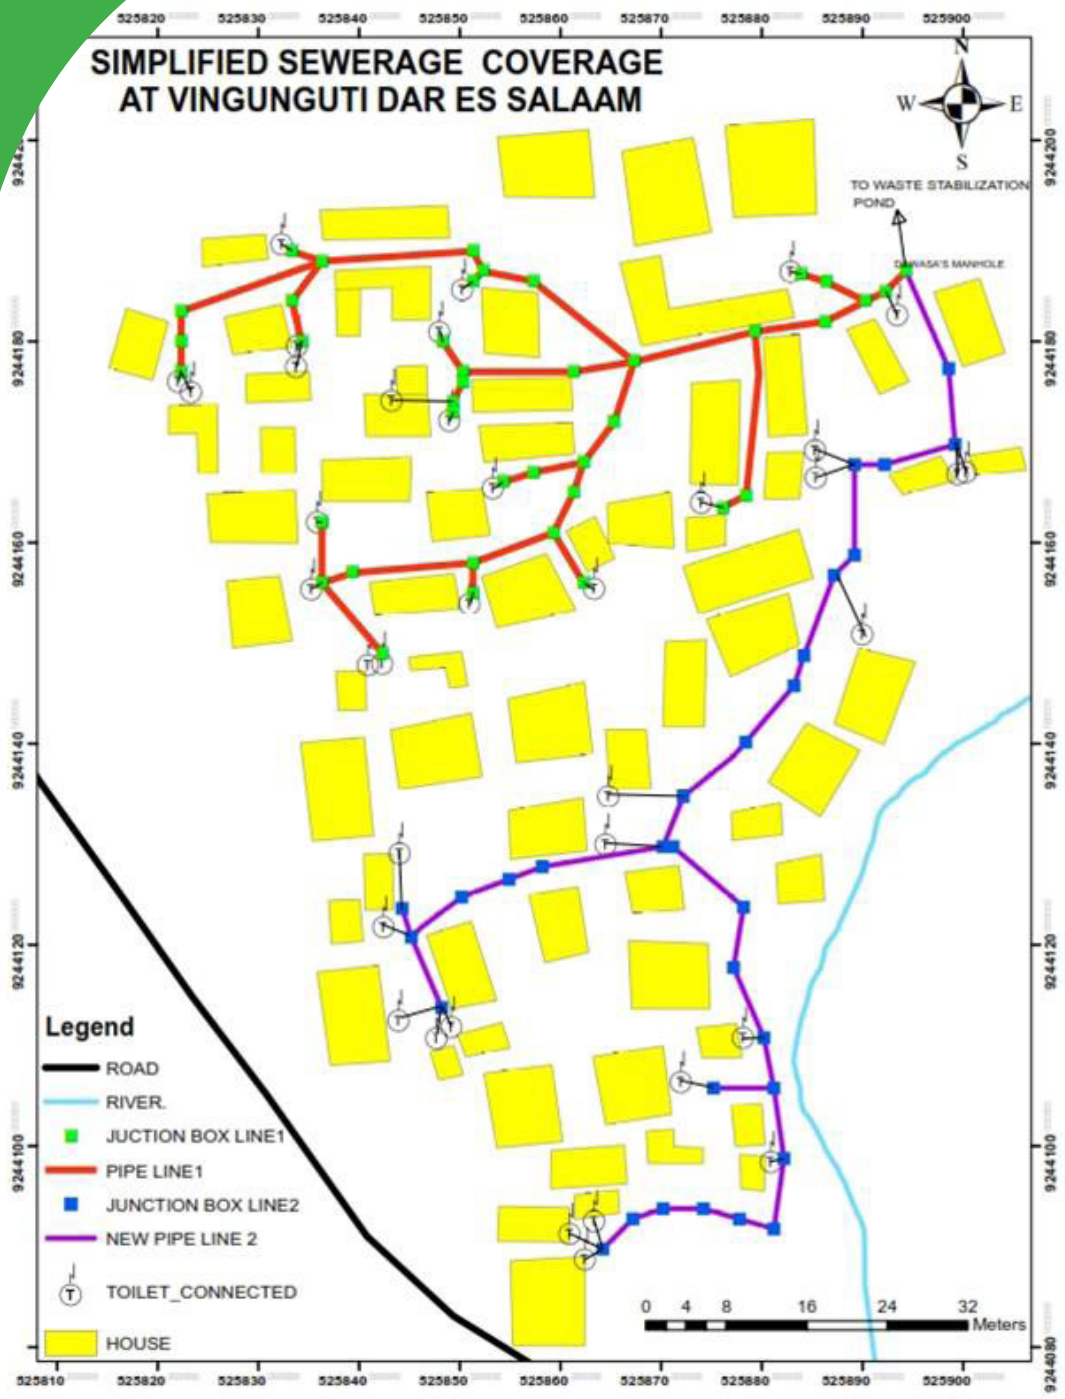 525820 525830 525840 525850 525860 525870 525880 525890 525900
SIMPLIFIED SEWERAGE COVERAGE
AT VINGUNGUTI DAR ES SALAAM
N
W E
S
TO WASTE STABILIZATION
POND
DAWASA'S MANHOLE
9244200
9244180
9244180
9244160
9244160
9244140
9244140
9244120
9244120
9244100
9244100
9244080
Legend
ROAD
RIVER.
JUCTION BOX LINE1
PIPE LINE1
JUNCTION BOX LINE2
NEW PIPE LINE 2
T TOILET_CONNECTED
HOUSE
0 4 8 16 24 32
Meters
525810 525820 525830 525840 525850 525860 525870 525880 525890 525900